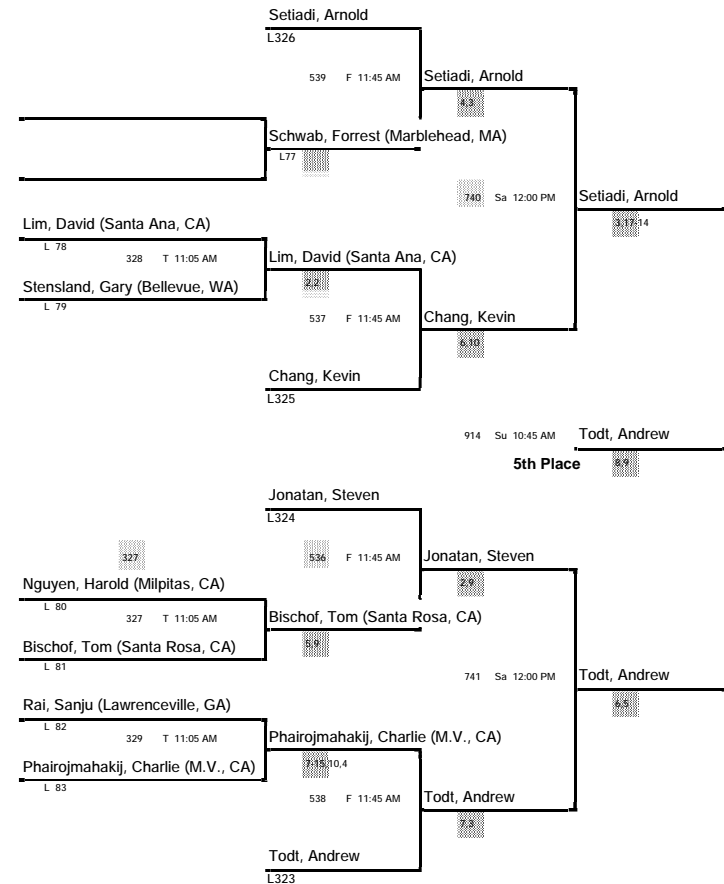 Setiadi, Arnold
L326
539 F 11:45 AM
Setiadi, Arnold
4,3
Schwab, Forrest (Marblehead, MA)
L77
740 Sa 12:00 PM
Setiadi, Arnold
3,17-14
Lim, David (Santa Ana, CA)
L 78
328 T 11:05 AM
Lim, David (Santa Ana, CA)
2,2
Stensland, Gary (Bellevue, WA)
L 79
537 F 11:45 AM
Chang, Kevin
6,10
Chang, Kevin
L325
914 Su 10:45 AM
Todt, Andrew
5th Place
8,9
Jonatan, Steven
L324
327
536 F 11:45 AM
Jonatan, Steven
2,9
Nguyen, Harold (Milpitas, CA)
L 80
327 T 11:05 AM
Bischof, Tom (Santa Rosa, CA)
5,9
Bischof, Tom (Santa Rosa, CA)
L 81
741 Sa 12:00 PM
Todt, Andrew
6,5
Rai, Sanju (Lawrenceville, GA)
L 82
329 T 11:05 AM
Phairojmahakij, Charlie (M.V., CA)
7-15,10,4
Phairojmahakij, Charlie (M.V., CA)
L 83
538 F 11:45 AM
Todt, Andrew
7,3
Todt, Andrew
L323